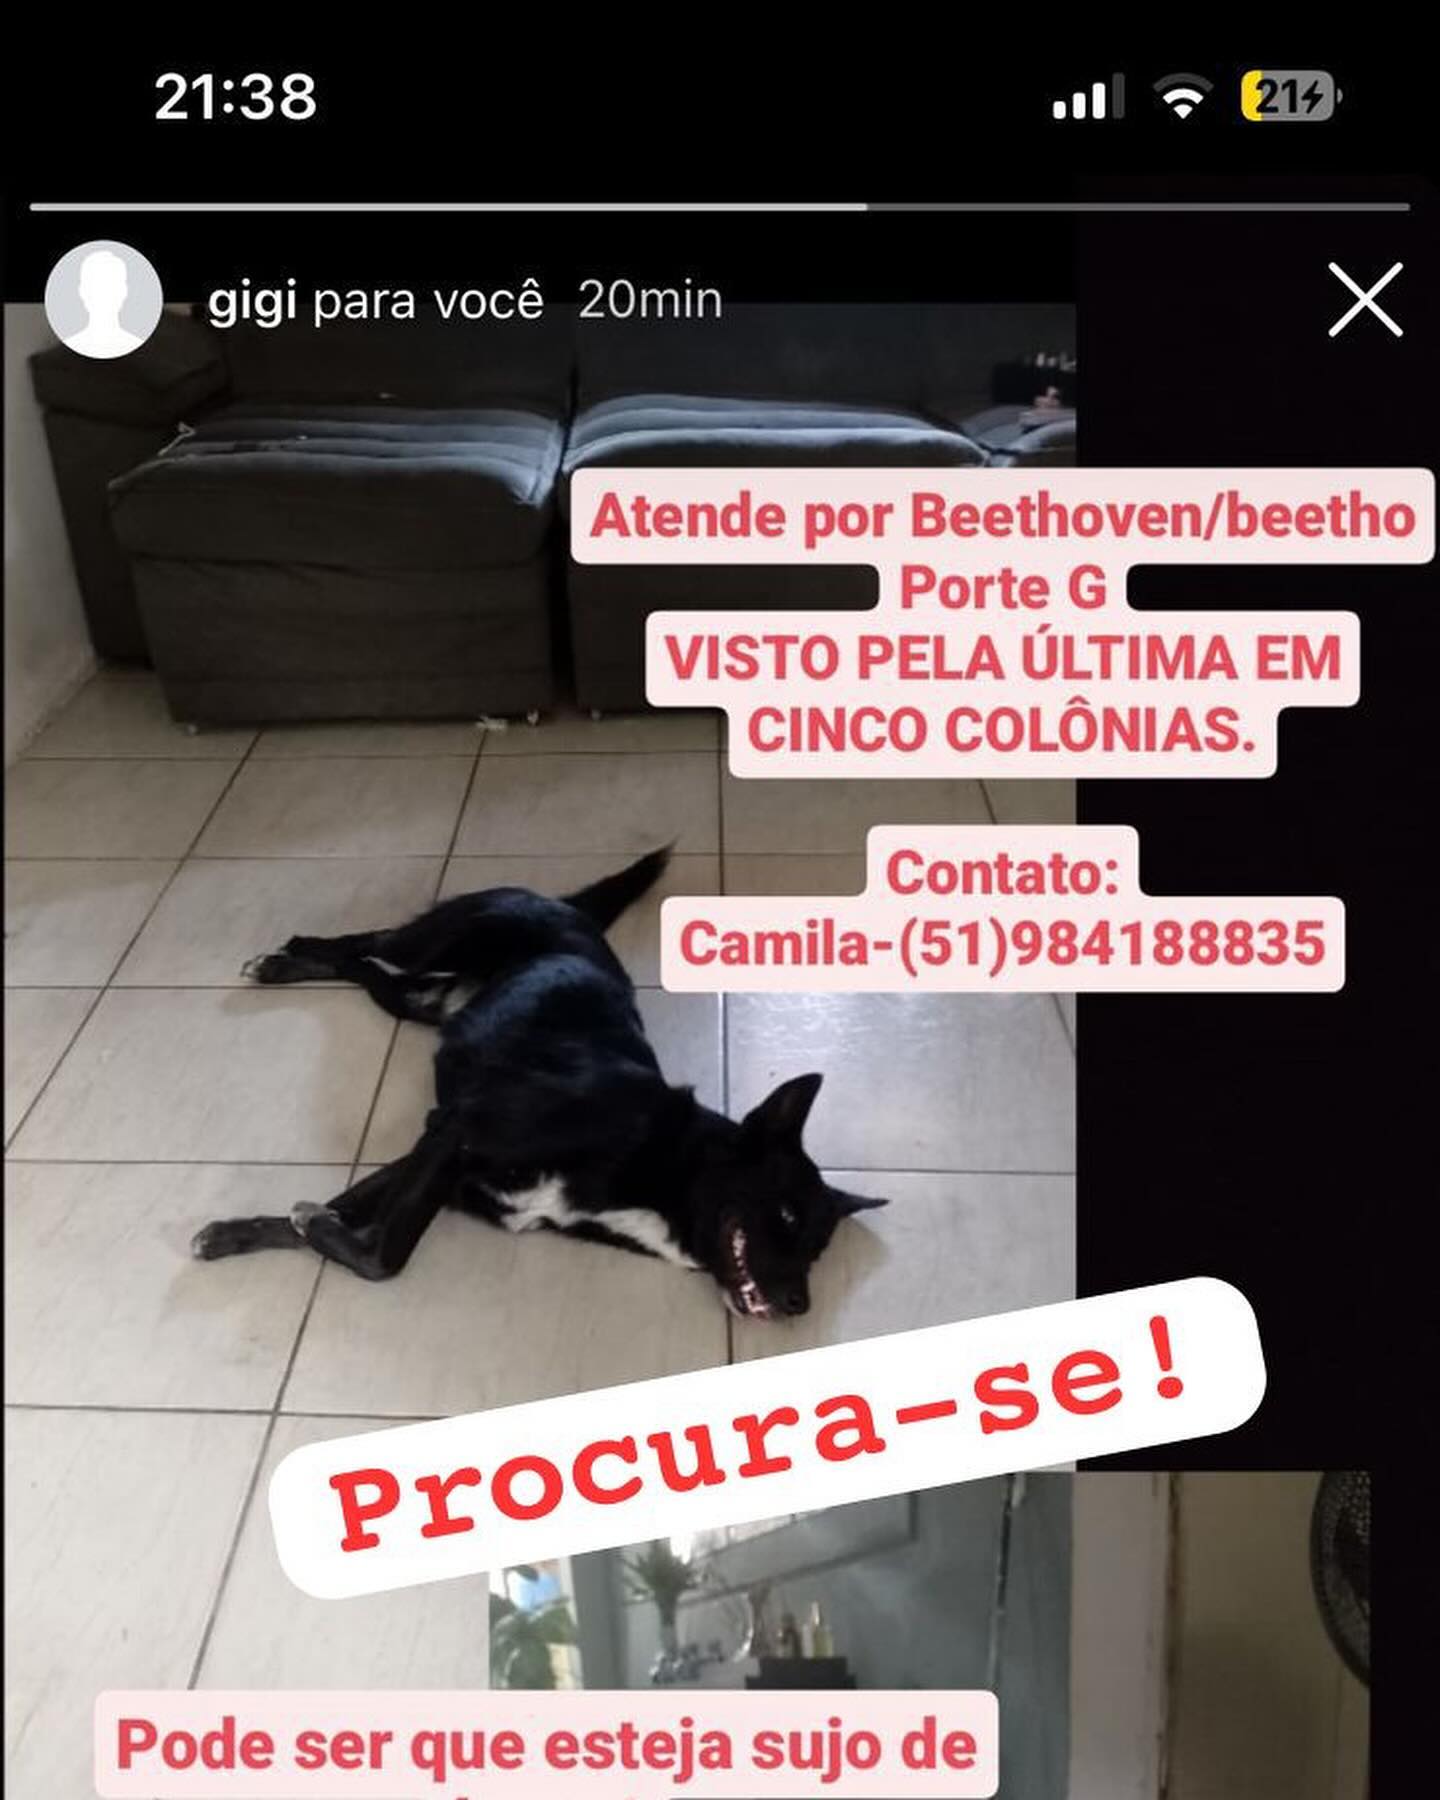 21:38
21
gigi para você 20min
Atende por Beethoven/beetho
Porte G
VISTO PELA ÚLTIMA EM
CINCO COLÔNIAS.
Contato:
Camila-(51)984188835
Procura-se!
Pode ser que esteja sujo de